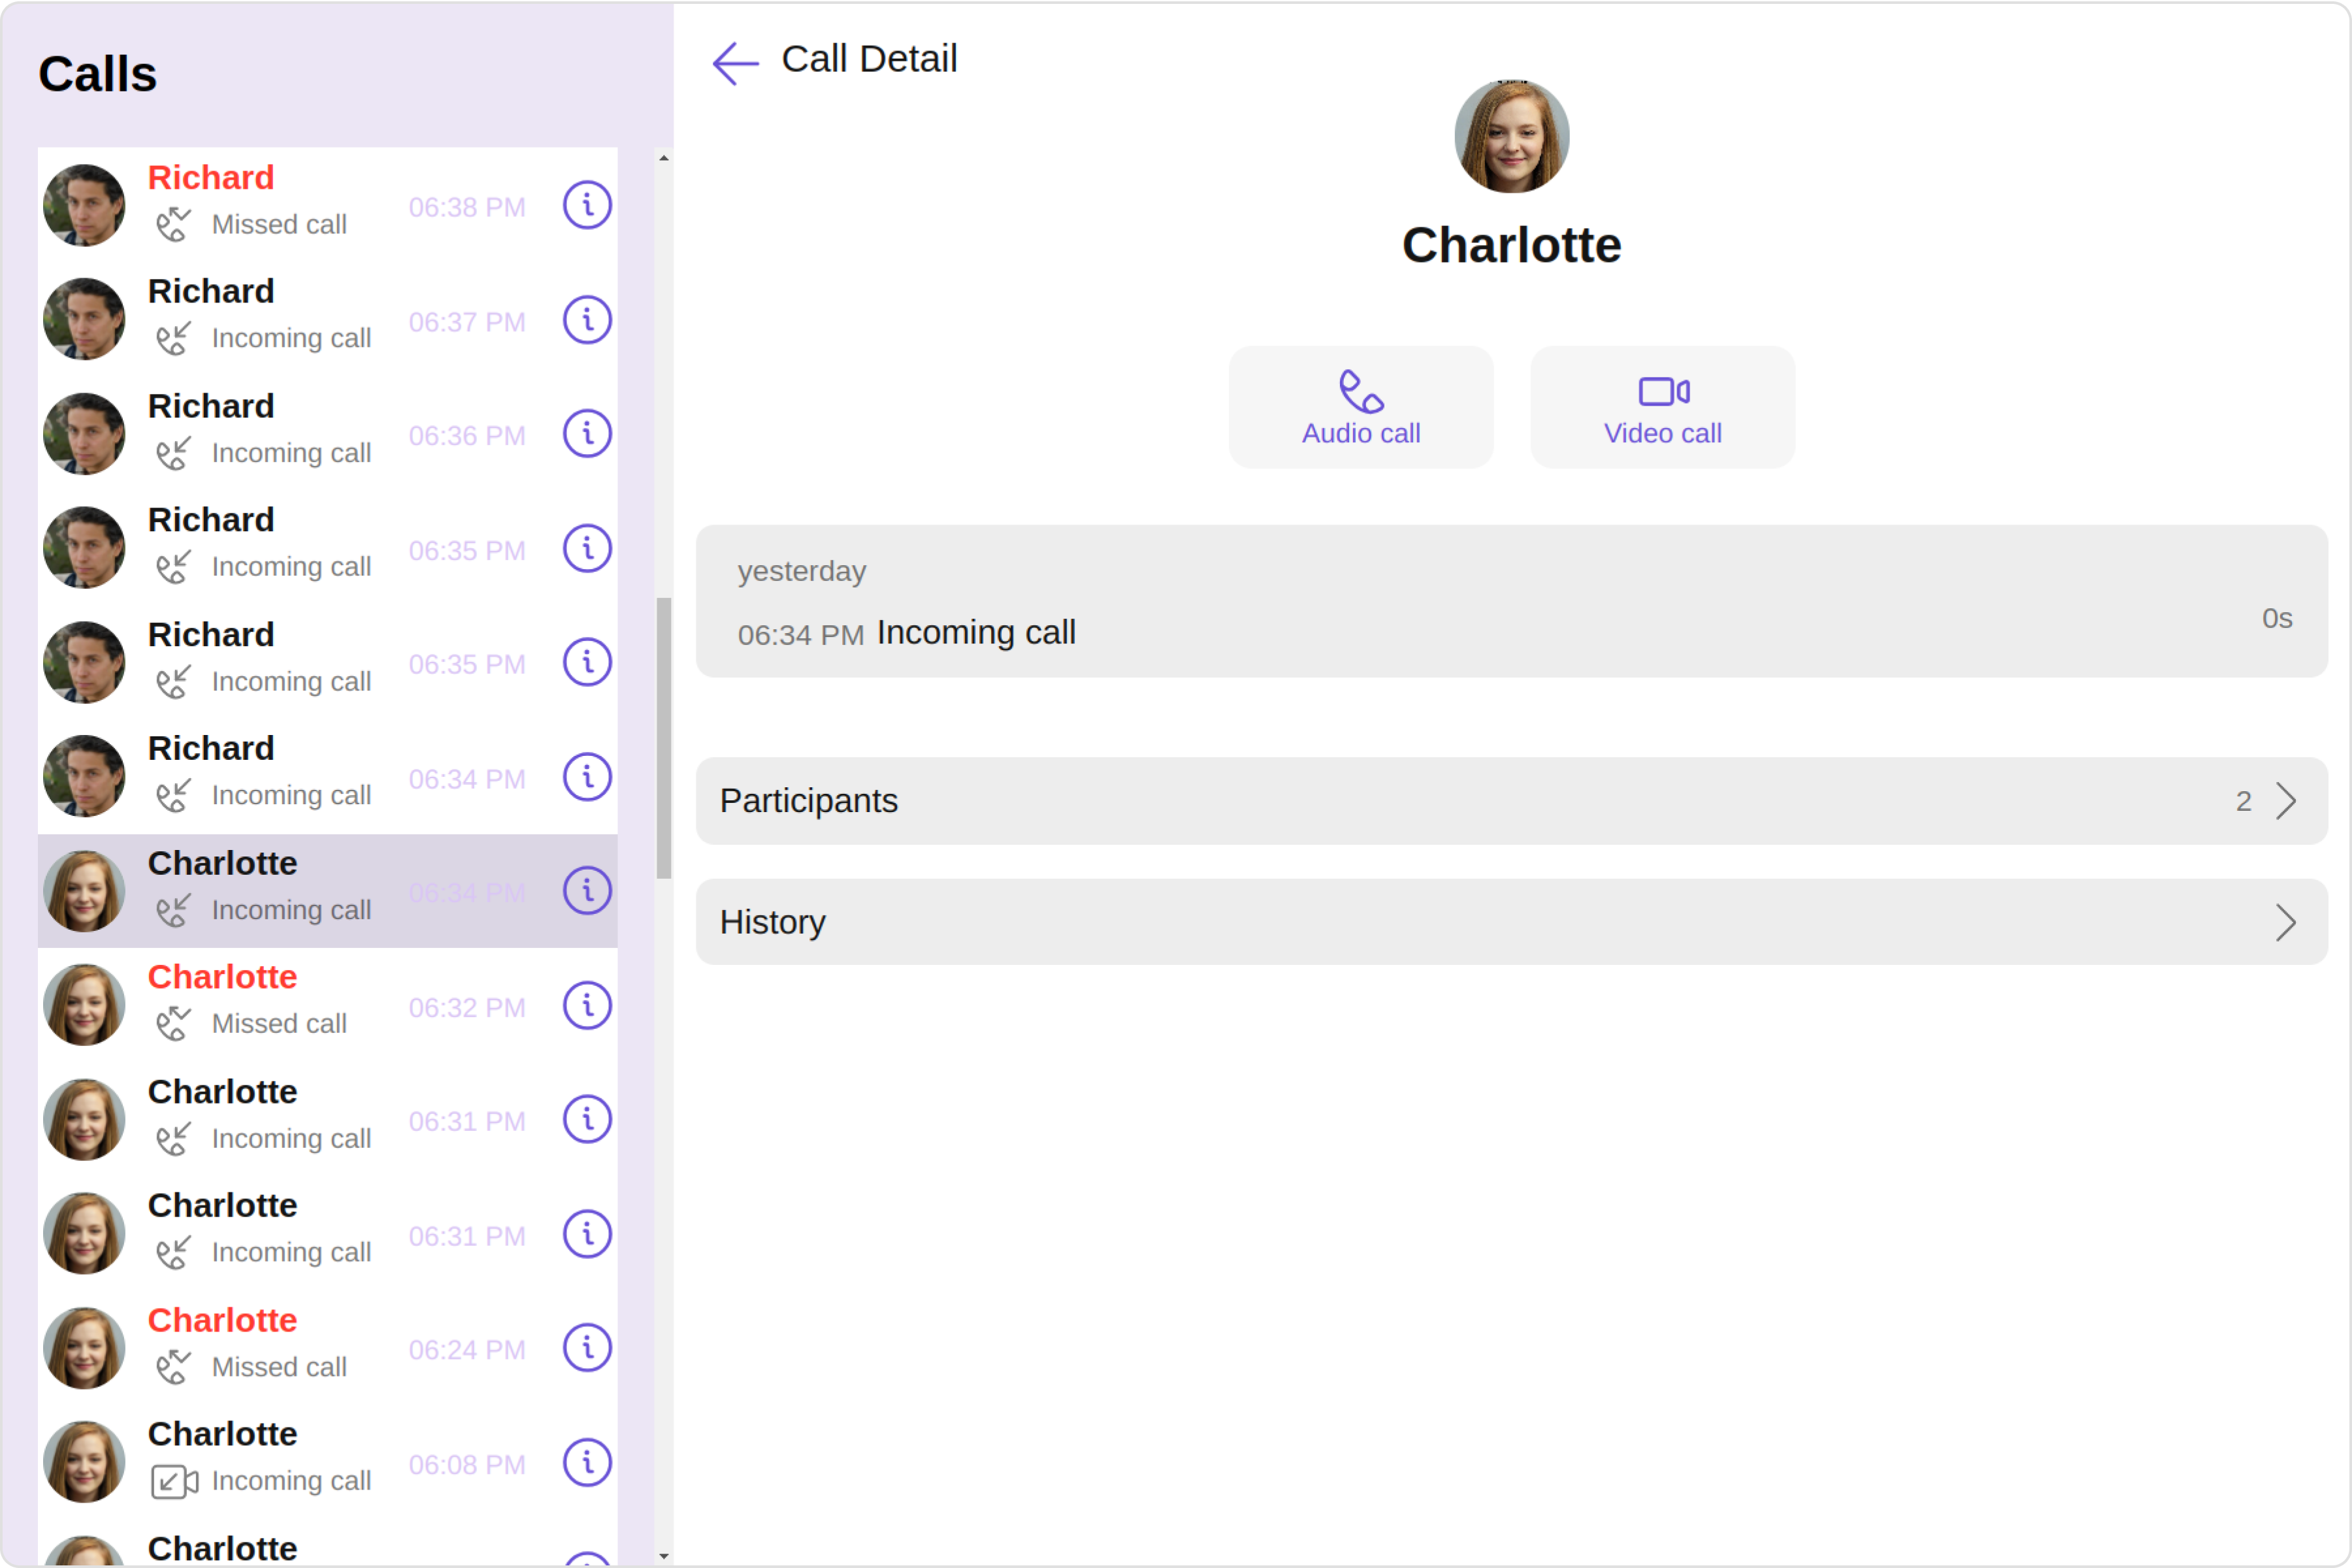 Calls
Richard
Missed call
06:38 PM
Richard
Incoming call
06:37 PM
Richard
Incoming call
06:36 PM
Richard
Incoming call
06:35 PM
Richard
Incoming call
06:35 PM
Richard
Incoming call
06:34 PM
Charlotte
Incoming call
06:34 PM
Charlotte
Missed call
06:32 PM
Charlotte
Incoming call
06:31 PM
Charlotte
Incoming call
06:31 PM
Charlotte
Missed call
06:24 PM
Charlotte
Incoming call
06:08 PM
Charlotte
Call Detail
Charlotte
Audio call
Video call
yesterday
06:34 PM Incoming call
0s
Participants
2
History